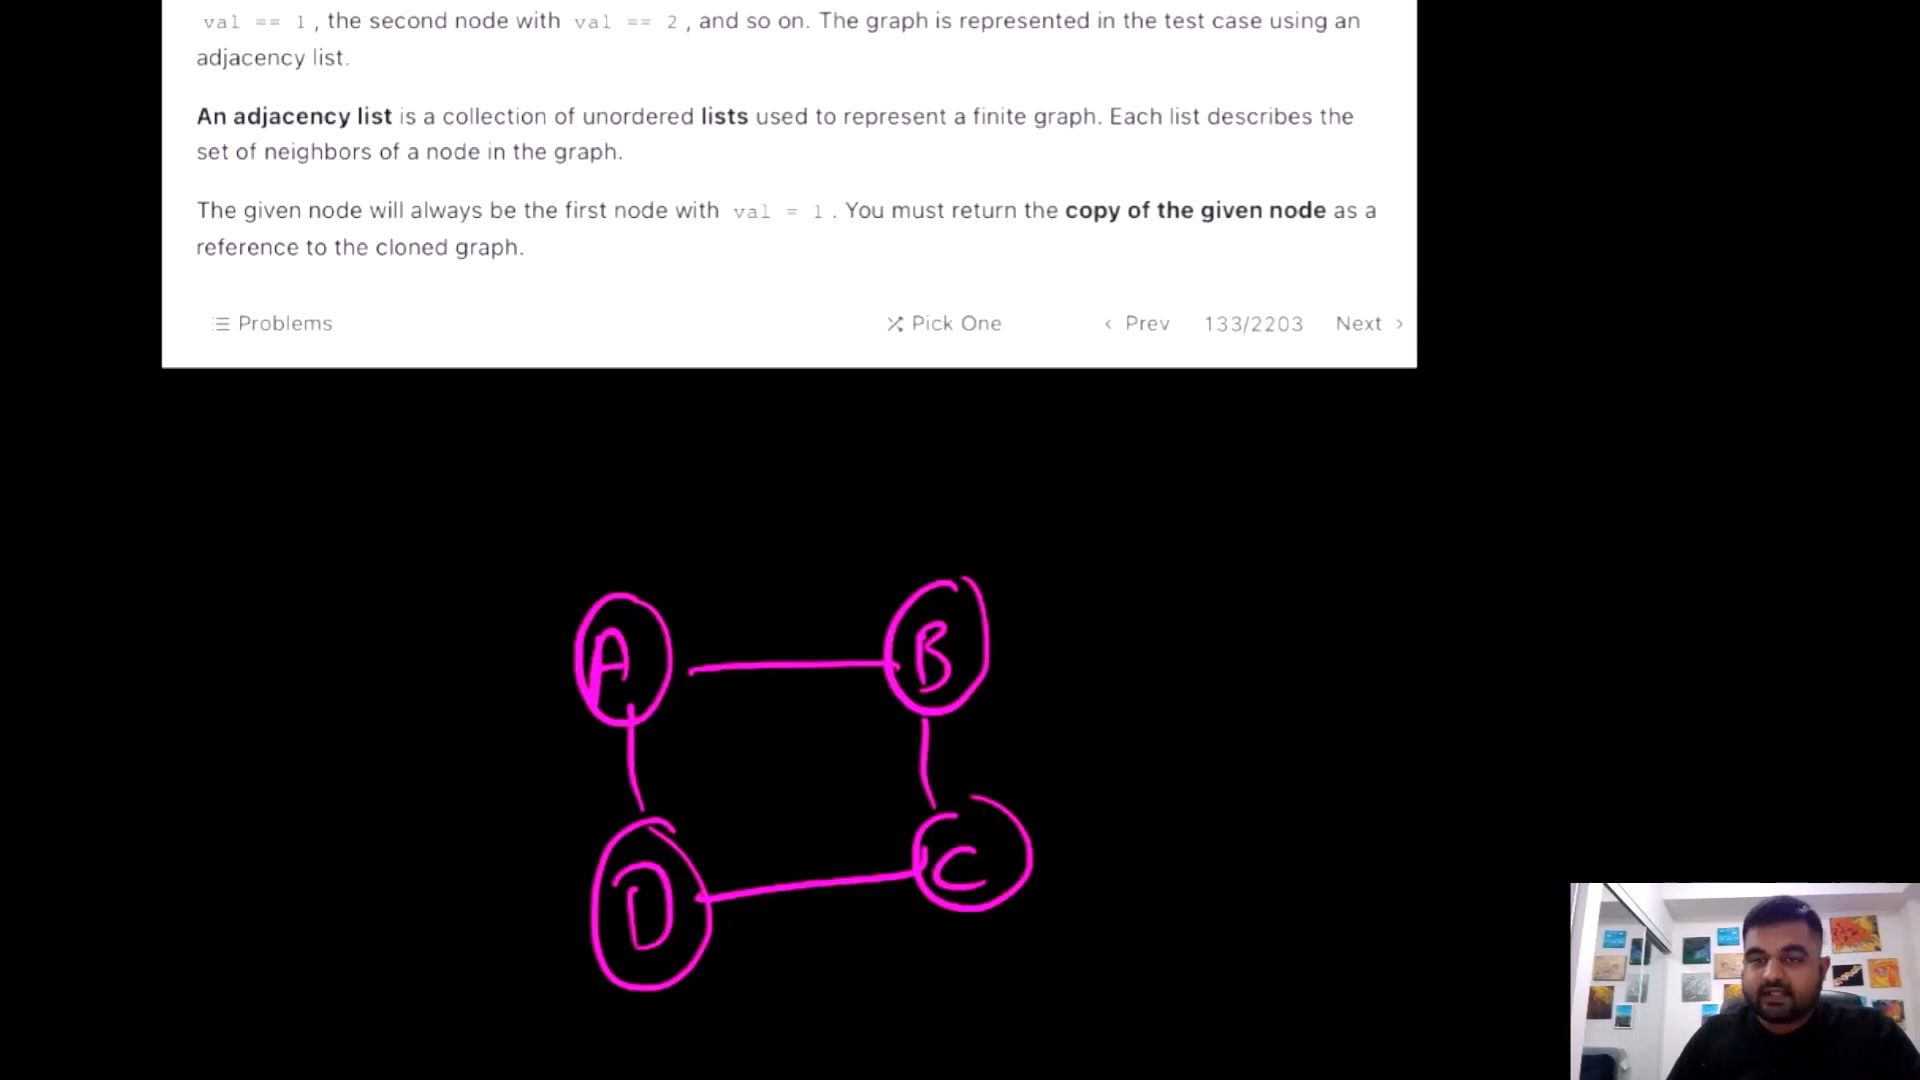 val == 1 , the second node with val == 2 , and so on. The graph is represented in the test case using an
adjacency list.
An adjacency list is a collection of unordered lists used to represent a finite graph. Each list describes the
set of neighbors of a node in the graph.
The given node will always be the first node with val = 1 . You must return the copy of the given node as a
reference to the cloned graph.
Problems
Pick One
‹ Prev
133/2203
Next ›
A
B
D
C